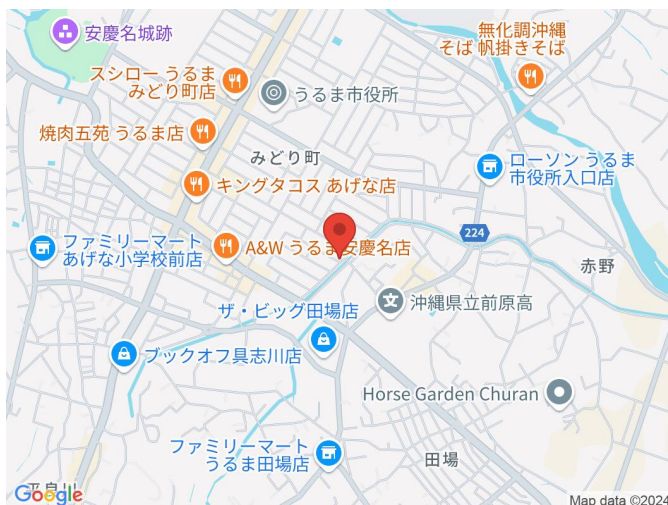 安慶名城跡
無化調沖縄
そば 帆掛きそば
スシロー うるま
みどり町店
うるま市役所
焼肉五苑 うるま店
みどり町
ローソン うるま
市役所入口店
キングタコス あげな店
224
ファミリーマート
あげな小学校前店
A&W うるま安慶名店
赤野
沖縄県立前原高
ザ・ビッグ田場店
ブックオフ具志川店
Horse Garden Churan
ファミリーマート
うるま田場店
田場
Google
Map data ©2024